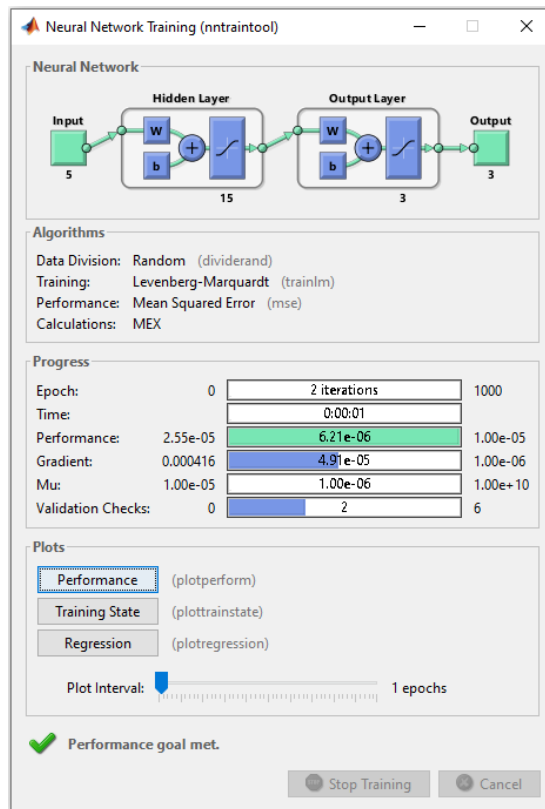 Neural Network Training (nntraintool)
Neural Network
Hidden Layer Output Layer
Input Output
W W
b b
5 15 3 3
Algorithms
Data Division: Random (dividerand)
Training: Levenberg-Marquardt (trainlm)
Performance: Mean Squared Error (mse)
Calculations: MEX
Progress
Epoch: 0 2 iterations 1000
Time: 0:00:01
Performance: 2.55e-05 6.21e-06 1.00e-05
Gradient: 0.000416 4.91e-05 1.00e-06
Mu: 1.00e-05 1.00e-06 1.00e+10
Validation Checks: 0 2 6
Plots
Performance (plotperform)
Training State (plottrainstate)
Regression (plotregression)
Plot Interval: 1 epochs
Performance goal met.
Stop Training Cancel